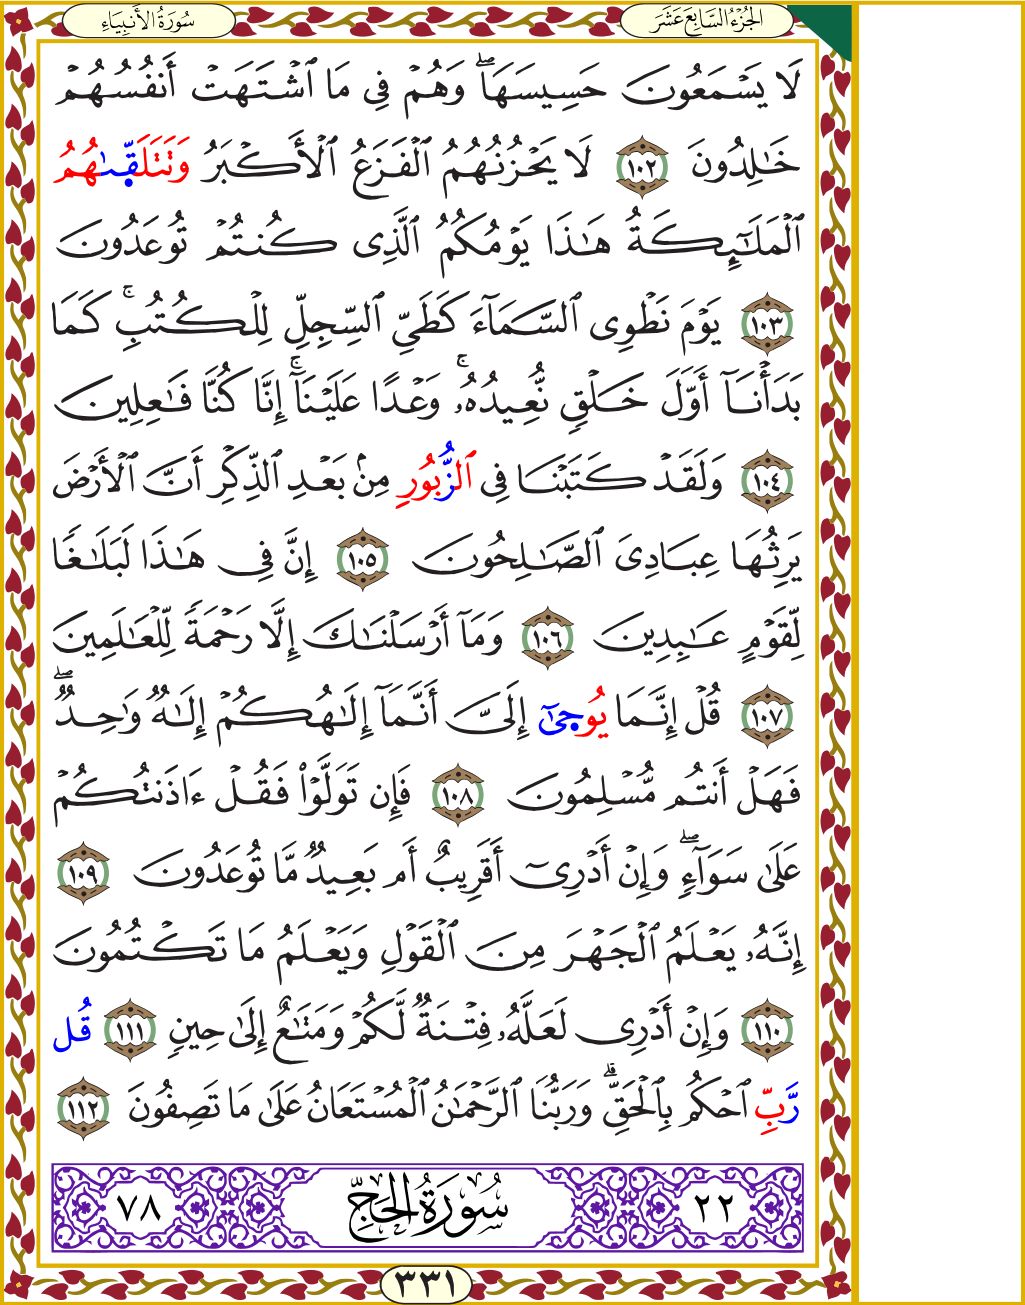 الجُزْءُ السَّابِعَ عَشَرَ
سُورَةُ الأَنبِيَاءِ
لَا يَسْمَعُونَ حَسِيسَهَاۖ وَهُمْ فِي مَا ٱشْتَهَتْ أَنفُسُهُمْ
خَٰلِدُونَ ١٠٢ لَا يَحْزُنُهُمُ ٱلْفَزَعُ ٱلْأَكْبَرُ وَتَتَلَقّ۪ىٰهُمُ
ٱلْمَلَٰٓئِكَةُ هَٰذَا يَوْمُكُمُ ٱلَّذِى كُنتُمْ تُوعَدُونَ
١٠٣ يَوْمَ نَطْوِى ٱلسَّمَآءَ كَطَىِّ ٱلسِّجِلِّ لِلْكُتُبِۚ كَمَا
بَدَأْنَآ أَوَّلَ خَلْقٍ نُّعِيدُهُۥۚ وَعْدًا عَلَيْنَآۚ إِنَّا كُنَّا فَٰعِلِينَ
١٠٤ وَلَقَدْ كَتَبْنَا فِى ٱلزُّبُورِ مِنۢ بَعْدِ ٱلذِّكْرِ أَنَّ ٱلْأَرْضَ
يَرِثُهَا عِبَادِىَ ٱلصَّٰلِحُونَ ١٠٥ إِنَّ فِى هَٰذَا لَبَلَٰغًا
لِّقَوْمٍ عَٰبِدِينَ ١٠٦ وَمَآ أَرْسَلْنَٰكَ إِلَّا رَحْمَةً لِّلْعَٰلَمِينَ
١٠٧ قُلْ إِنَّمَا يُوح۪ىٰٓ إِلَىَّ أَنَّمَآ إِلَٰهُكُمْ إِلَٰهٌ وَٰحِدٌۖ
فَهَلْ أَنتُم مُّسْلِمُونَ ١٠٨ فَإِن تَوَلَّوْاْ فَقُلْ ءَاذَنتُكُمْ
عَلَىٰ سَوَآءٍۖ وَإِنْ أَدْرِىٓ أَقَرِيبٌ أَم بَعِيدٌ مَّا تُوعَدُونَ ١٠٩
إِنَّهُۥ يَعْلَمُ ٱلْجَهْرَ مِنَ ٱلْقَوْلِ وَيَعْلَمُ مَا تَكْتُمُونَ
١١٠ وَإِنْ أَدْرِى لَعَلَّهُۥ فِتْنَةٌ لَّكُمْ وَمَتَٰعٌ إِلَىٰ حِينٍ ١١١ قُل
رَّبِّ ٱحْكُم بِٱلْحَقِّۗ وَرَبُّنَا ٱلرَّحْمَٰنُ ٱلْمُسْتَعَانُ عَلَىٰ مَا تَصِفُونَ ١١٢
٢٢ سُورَةُ الحَجِّ ٧٨
٣٣١